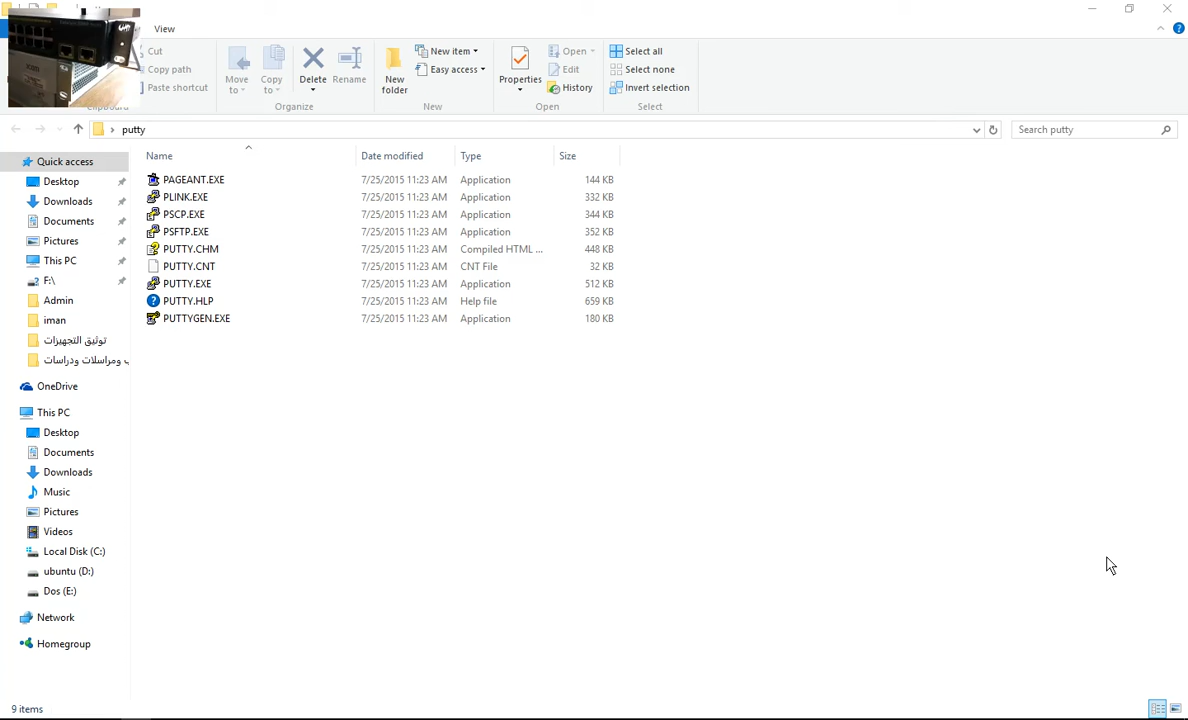 View
Cut
Copy path
Paste shortcut
Move to
Copy to
Delete
Rename
Organize
New folder
New item
Easy access
New
Properties
Open
Edit
History
Open
Select all
Select none
Invert selection
Select
putty
Search putty
Name Date modified Type Size
PAGEANT.EXE 7/25/2015 11:23 AM Application 144 KB
PLINK.EXE 7/25/2015 11:23 AM Application 332 KB
PSCP.EXE 7/25/2015 11:23 AM Application 344 KB
PSFTP.EXE 7/25/2015 11:23 AM Application 352 KB
PUTTY.CHM 7/25/2015 11:23 AM Compiled HTML ... 448 KB
PUTTY.CNT 7/25/2015 11:23 AM CNT File 32 KB
PUTTY.EXE 7/25/2015 11:23 AM Application 512 KB
PUTTY.HLP 7/25/2015 11:23 AM Help file 659 KB
PUTTYGEN.EXE 7/25/2015 11:23 AM Application 180 KB
Quick access
Desktop
Downloads
Documents
Pictures
This PC
F:\
Admin
iman
توثيق التجهيزات
ب ومراسلات ودراسات
OneDrive
This PC
Desktop
Documents
Downloads
Music
Pictures
Videos
Local Disk (C:)
ubuntu (D:)
Dos (E:)
Network
Homegroup
9 items